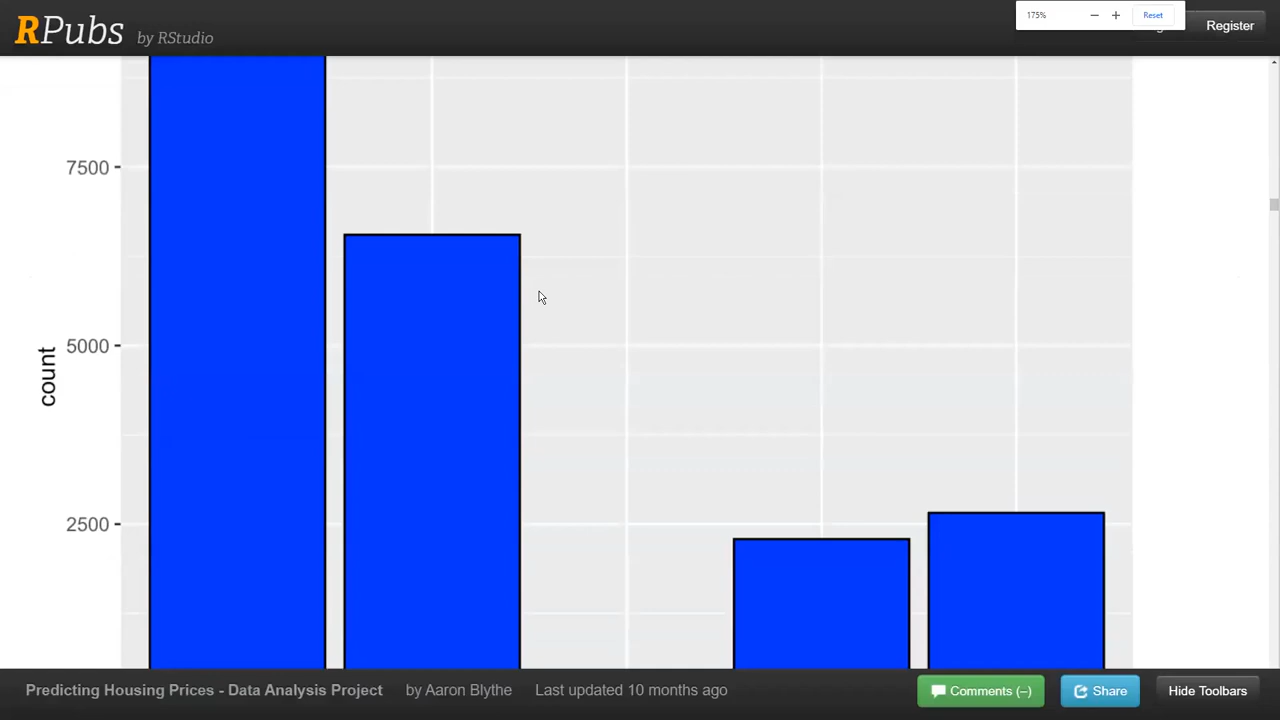 RPubs by RStudio
175%
Reset
Register
7500
5000
count
2500
Predicting Housing Prices - Data Analysis Project
by Aaron Blythe
Last updated 10 months ago
Comments (–)
Share
Hide Toolbars